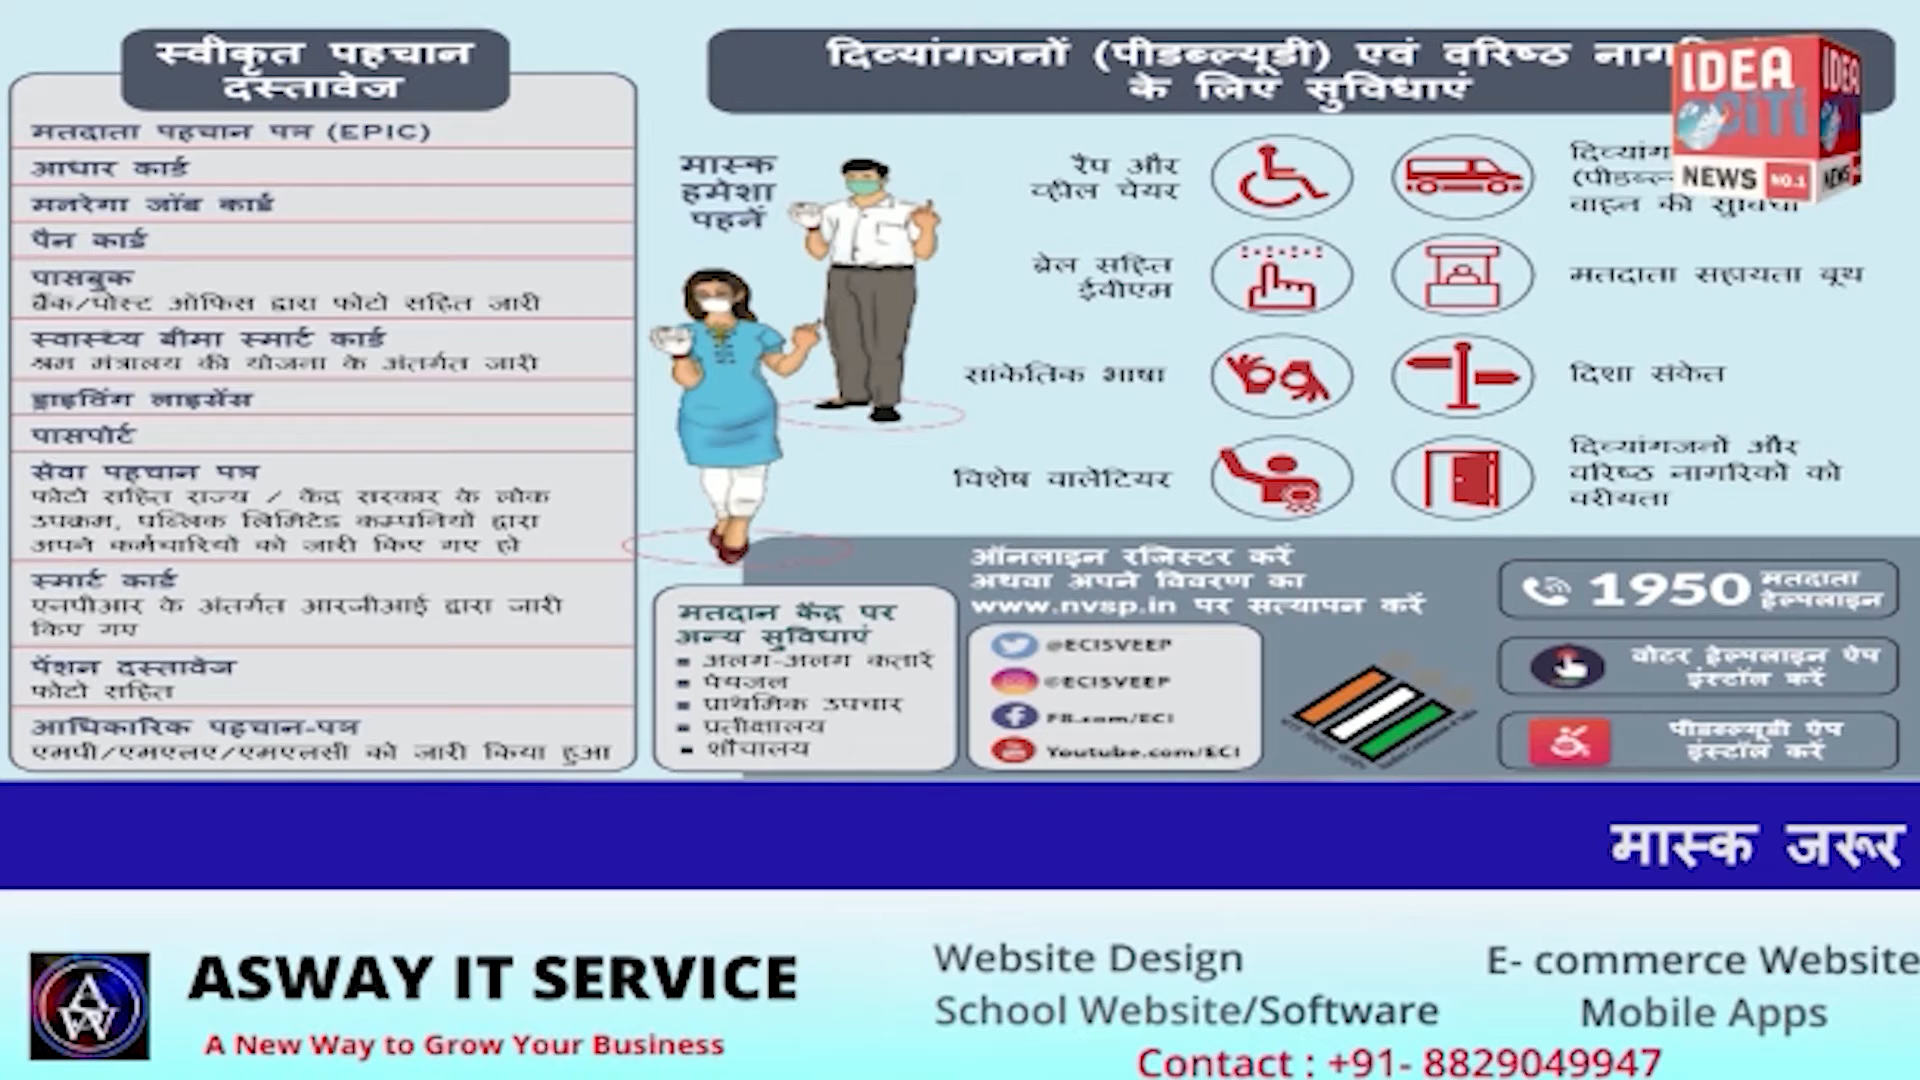 स्वीकृत पहचान
दस्तावेज
मतदाता पहचान पत्र (EPIC)
आधार कार्ड
मनरेगा जॉब कार्ड
पैन कार्ड
पासबुक
बैंक/पोस्ट ऑफिस द्वारा फोटो सहित जारी
स्वास्थ्य बीमा स्मार्ट कार्ड
श्रम मंत्रालय की योजना के अंतर्गत जारी
ड्राइविंग लाइसेंस
पासपोर्ट
सेवा पहचान पत्र
फोटो सहित राज्य / केंद्र सरकार के लोक
उपक्रम, पब्लिक लिमिटेड कम्पनियों द्वारा
अपने कर्मचारियों को जारी किए गए हो
स्मार्ट कार्ड
एनपीआर के अंतर्गत आरजीआई द्वारा जारी
किए गए
पेंशन दस्तावेज
फोटो सहित
आधिकारिक पहचान-पत्र
एमपी/एमएलए/एमएलसी को जारी किया हुआ
दिव्यांगजनों (पीडब्ल्यूडी) एवं वरिष्ठ
के लिए सुविधाएं
मास्क
हमेशा
पहनें
रैंप और
व्हील चेयर
वाहन की सुविधा
ब्रेल सहित
ईवीएम
मतदाता सहायता बूथ
सांकेतिक भाषा
दिशा संकेत
विशेष वालेंटियर
दिव्यांगजनों और
वरिष्ठ नागरिकों को
वरीयता
मतदान केंद्र पर
अन्य सुविधाएं
अलग-अलग कतारें
पेयजल
प्राथमिक उपचार
प्रतीक्षालय
शौचालय
ऑनलाइन रजिस्टर करें
अथवा अपने विवरण का
www.nvsp.in पर सत्यापन करें
@ECISVEEP
@ECISVEEP
FB.com/ECI
Youtube.com/ECI
1950 मतदाता
हेल्पलाइन
वोटर हेल्पलाइन ऐप
इंस्टॉल करें
पीडब्ल्यूडी ऐप
इंस्टॉल करें
IDEA
CiTi
NEWS NO.1
मास्क जरूर
ASWAY IT SERVICE
A New Way to Grow Your Business
Website Design
School Website/Software
E- commerce Website
Mobile Apps
Contact : +91- 8829049947